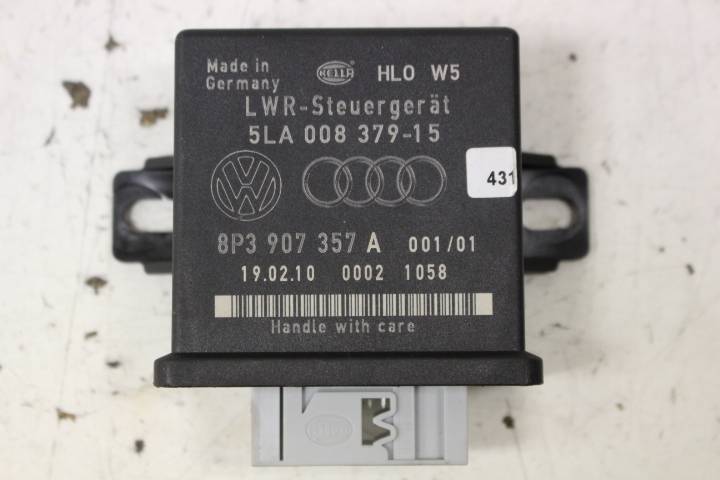 Made in
Germany
HELLA
HLO W5
LWR-Steuergerät
5LA 008 379-15
431
8P3 907 357 A 001/01
19.02.10 0002 1058
Handle with care
HELLA